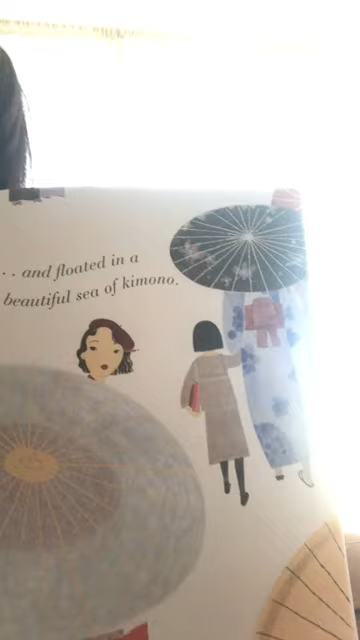 .. and floated in a
beautiful sea of kimono.